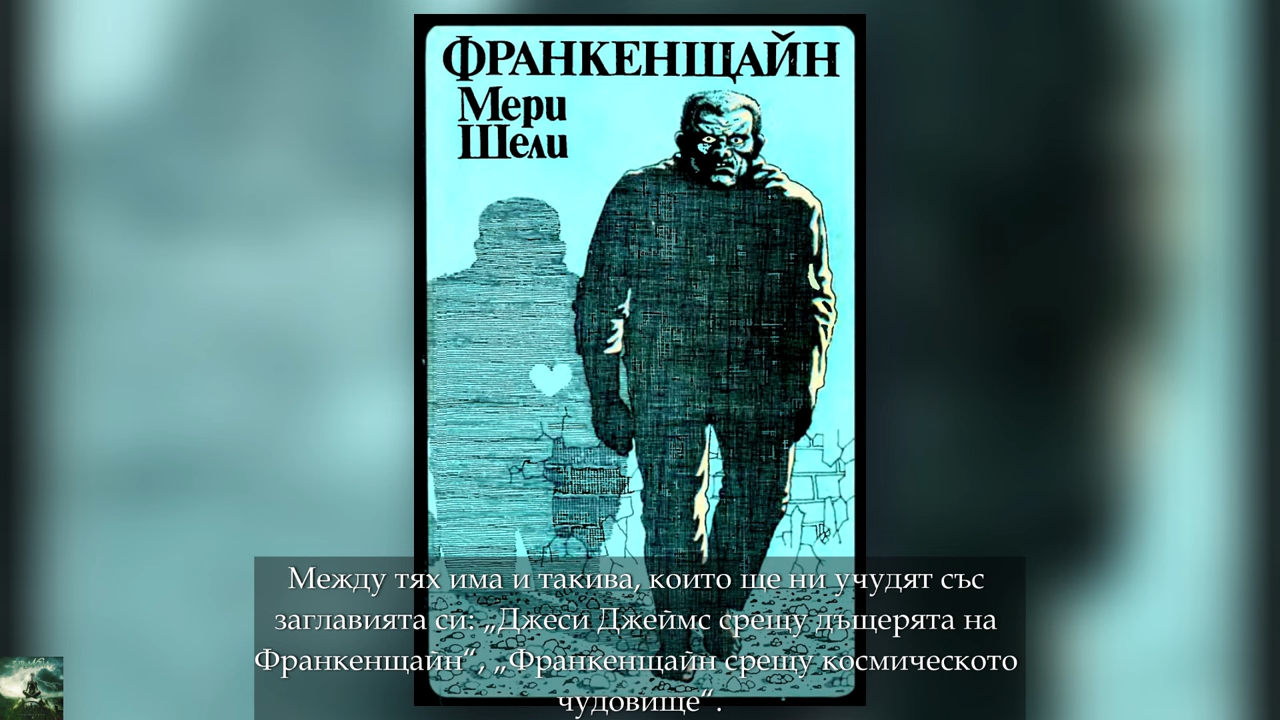 ФРАНКЕНЩАЙН
Мери
Шели
Между тях има и такива, които ще ни учудят със
заглавията си: „Джеси Джеймс срещу дъщерята на
Франкенщайн“, „Франкенщайн срещу космическото
чудовище“.